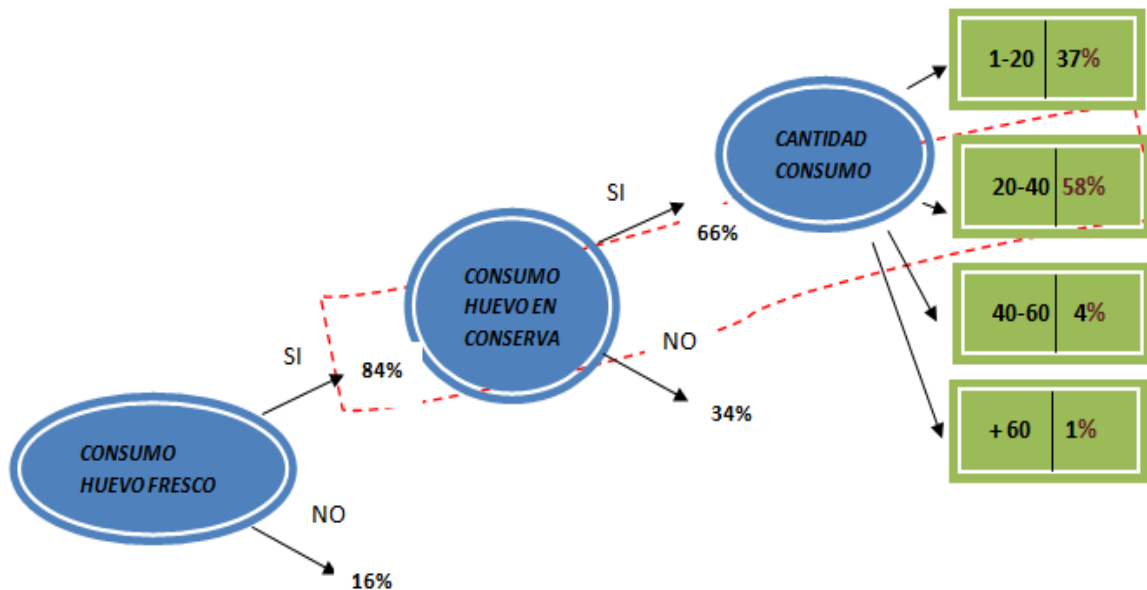 1-20 37%
CANTIDAD
CONSUMO
20-40 58%
SI
66%
CONSUMO
HUEVO EN
CONSERVA
40-60 4%
NO
SI
84%
34%
+ 60 1%
CONSUMO
HUEVO FRESCO
NO
16%